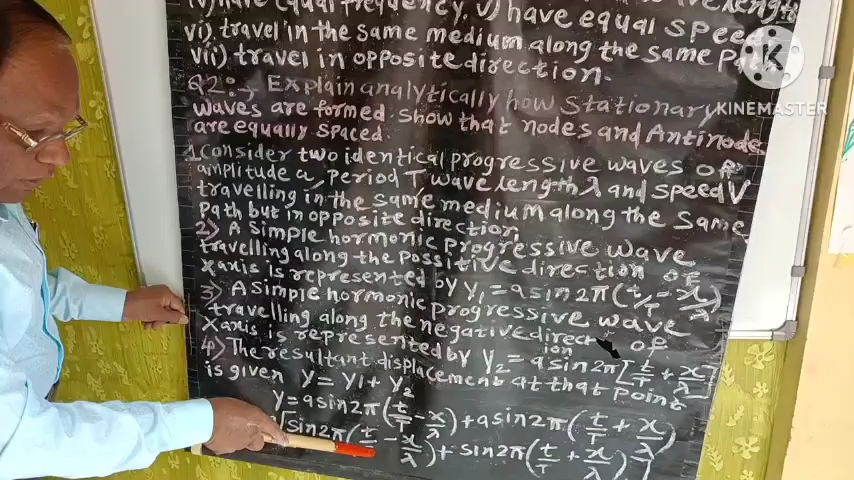 iv) have equal frequency, v) have equal speed
vi) travel in the same medium along the same path
vii) travel in opposite direction.
Q2:- Explain analytically how Stationary
waves are formed. Show that nodes and Antinodes
are equally spaced
1 Consider two identical progressive waves of
amplitude a, period T wave length λ and speed V
travelling in the same medium along the same
path but in opposite direction
2) A simple hormonic progressive wave
travelling along the possitive direction of
x axis is represented by y1 = a sin 2π (t/T - x/λ)
3) A simple hormonic progressive wave
travelling along the negative direction of
x axis is represented by y2 = a sin 2π [t/T + x/λ]
4) The resultant displacement at that point
is given y = y1 + y2
y = a sin 2π (t/T - x/λ) + a sin 2π (t/T + x/λ)
[sin 2π (t/T - x/λ) + sin 2π (t/T + x/λ)]
K
KINEMASTER